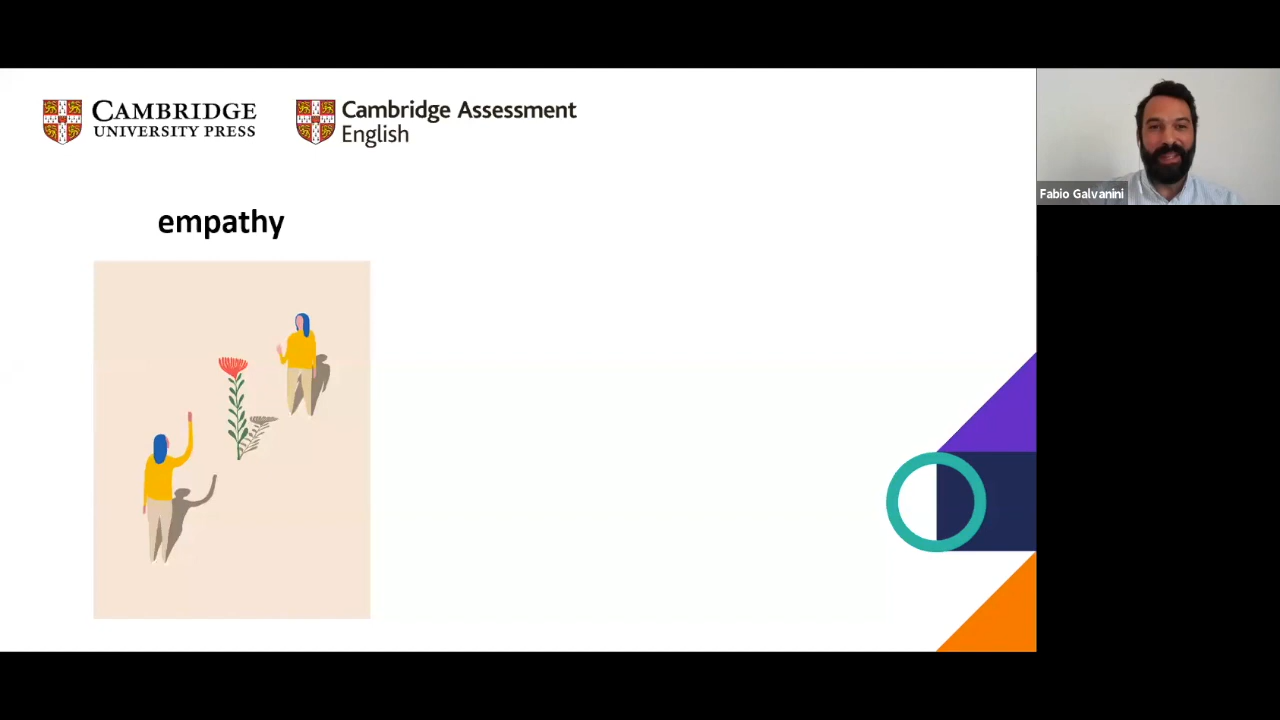 CAMBRIDGE
UNIVERSITY PRESS
Cambridge Assessment
English
empathy
Fabio Galvanini